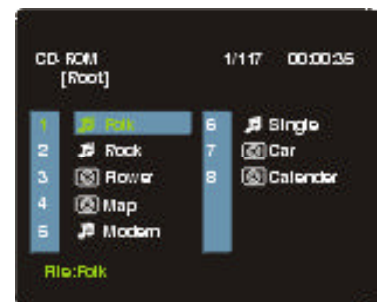 CD-ROM 1/117 00:00:35
[Root]
1 Folk
2 Rock
3 Flower
4 Map
5 Modern
6 Single
7 Car
8 Calender
File:Folk